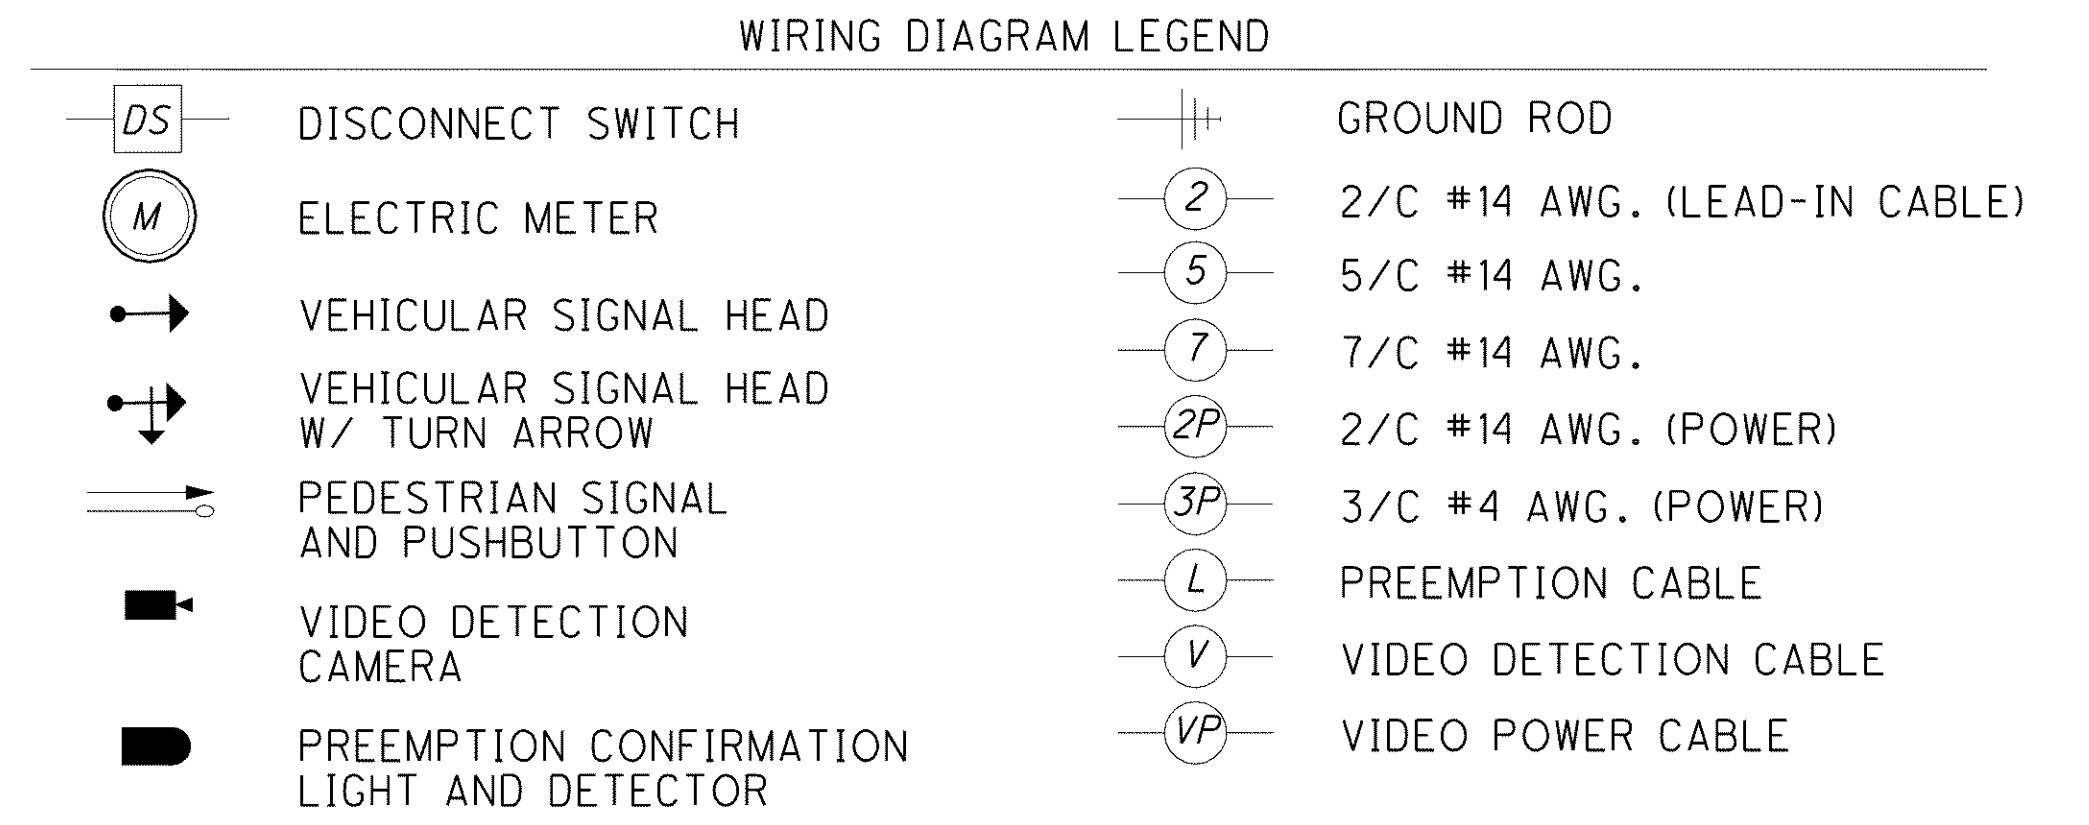 WIRING DIAGRAM LEGEND
DS
DISCONNECT SWITCH
M
ELECTRIC METER
VEHICULAR SIGNAL HEAD
VEHICULAR SIGNAL HEAD
W/ TURN ARROW
PEDESTRIAN SIGNAL
AND PUSHBUTTON
VIDEO DETECTION
CAMERA
PREEMPTION CONFIRMATION
LIGHT AND DETECTOR
GROUND ROD
2
2/C #14 AWG. (LEAD-IN CABLE)
5
5/C #14 AWG.
7
7/C #14 AWG.
2P
2/C #14 AWG. (POWER)
3P
3/C #4 AWG. (POWER)
L
PREEMPTION CABLE
V
VIDEO DETECTION CABLE
VP
VIDEO POWER CABLE